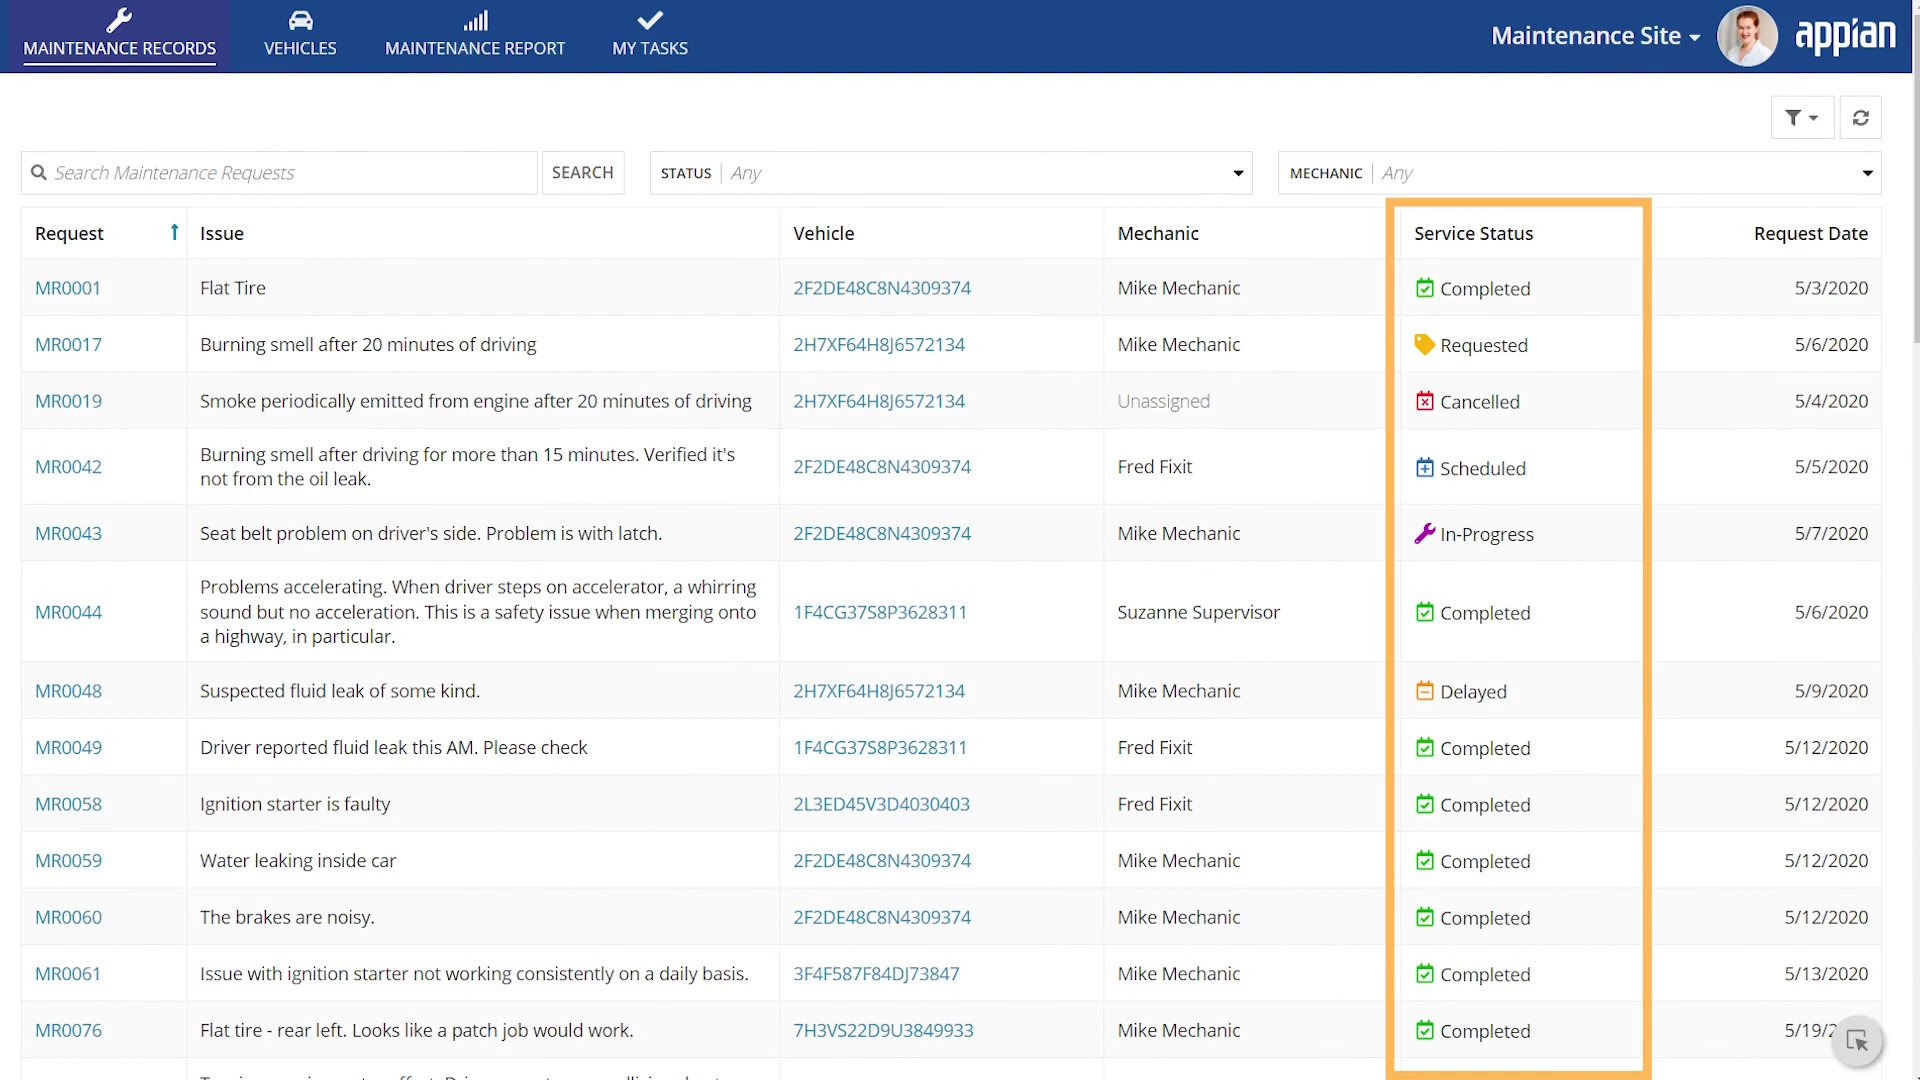 MAINTENANCE RECORDS VEHICLES MAINTENANCE REPORT MY TASKS Maintenance Site appian
Search Maintenance Requests SEARCH STATUS Any MECHANIC Any
Request Issue Vehicle Mechanic Service Status Request Date
MR0001 Flat Tire 2F2DE48C8N4309374 Mike Mechanic Completed 5/3/2020
MR0017 Burning smell after 20 minutes of driving 2H7XF64H8J6572134 Mike Mechanic Requested 5/6/2020
MR0019 Smoke periodically emitted from engine after 20 minutes of driving 2H7XF64H8J6572134 Unassigned Cancelled 5/4/2020
MR0042 Burning smell after driving for more than 15 minutes. Verified it's
not from the oil leak. 2F2DE48C8N4309374 Fred Fixit Scheduled 5/5/2020
MR0043 Seat belt problem on driver's side. Problem is with latch. 2F2DE48C8N4309374 Mike Mechanic In-Progress 5/7/2020
Problems accelerating. When driver steps on accelerator, a whirring
MR0044 sound but no acceleration. This is a safety issue when merging onto 1F4CG37S8P3628311 Suzanne Supervisor Completed 5/6/2020
a highway, in particular.
MR0048 Suspected fluid leak of some kind. 2H7XF64H8J6572134 Mike Mechanic Delayed 5/9/2020
MR0049 Driver reported fluid leak this AM. Please check 1F4CG37S8P3628311 Fred Fixit Completed 5/12/2020
MR0058 Ignition starter is faulty 2L3ED45V3D4030403 Fred Fixit Completed 5/12/2020
MR0059 Water leaking inside car 2F2DE48C8N4309374 Mike Mechanic Completed 5/12/2020
MR0060 The brakes are noisy. 2F2DE48C8N4309374 Mike Mechanic Completed 5/12/2020
MR0061 Issue with ignition starter not working consistently on a daily basis. 3F4F587F84DJ73847 Mike Mechanic Completed 5/13/2020
MR0076 Flat tire - rear left. Looks like a patch job would work. 7H3VS22D9U3849933 Mike Mechanic Completed 5/19/2